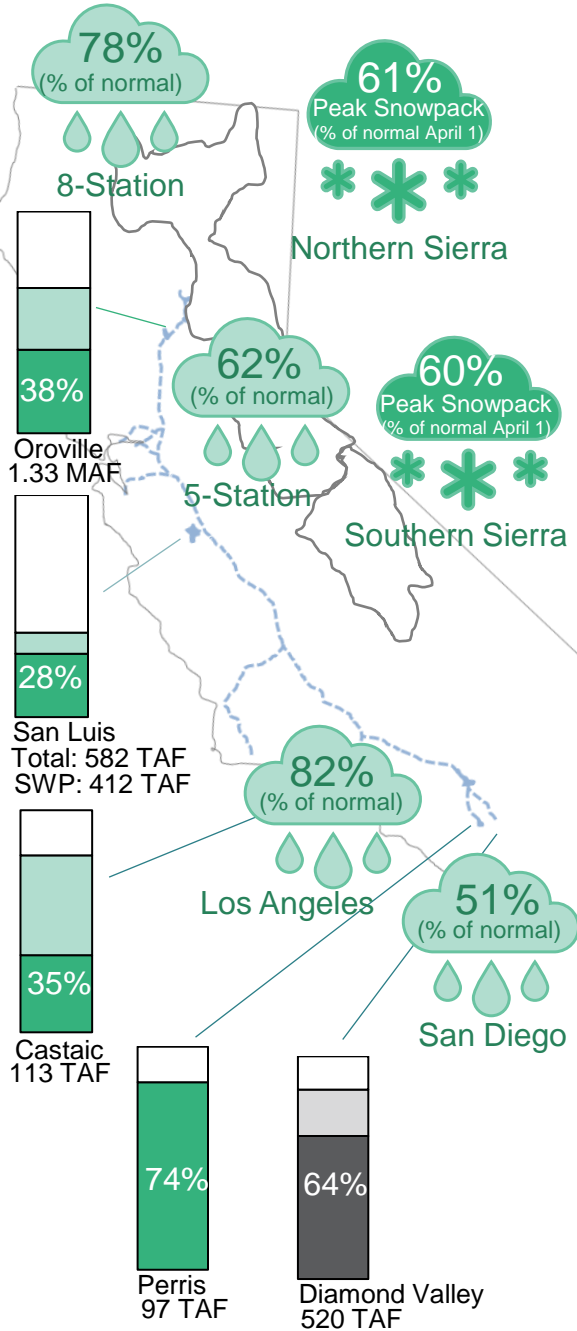 78%
(% of normal)
8-Station
61%
Peak Snowpack
(% of normal April 1)
Northern Sierra
38%
Oroville
1.33 MAF
62%
(% of normal)
5-Station
60%
Peak Snowpack
(% of normal April 1)
Southern Sierra
28%
San Luis
Total: 582 TAF
SWP: 412 TAF
82%
(% of normal)
Los Angeles
51%
(% of normal)
San Diego
35%
Castaic
113 TAF
74%
Perris
97 TAF
64%
Diamond Valley
520 TAF